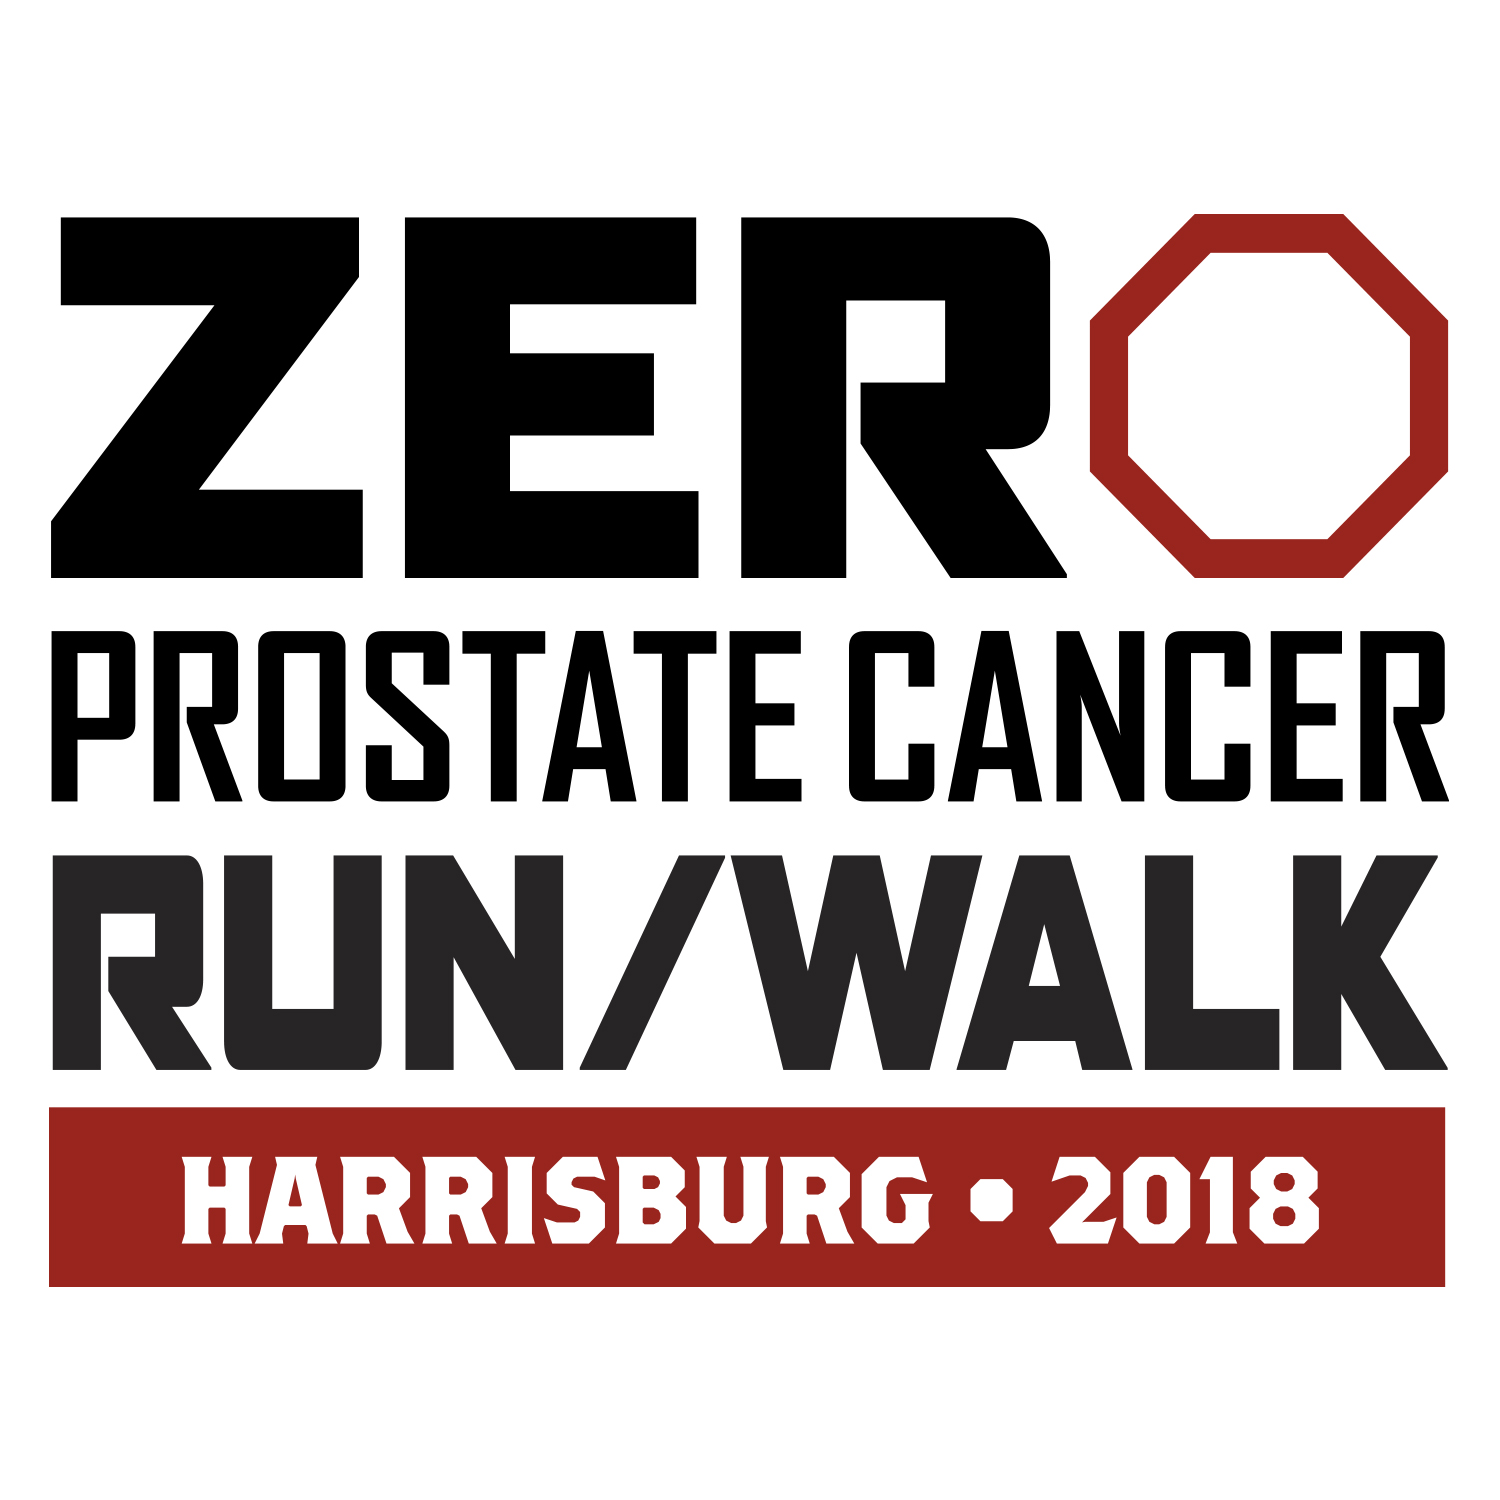 ZERO
PROSTATE CANCER
RUN/WALK
HARRISBURG • 2018